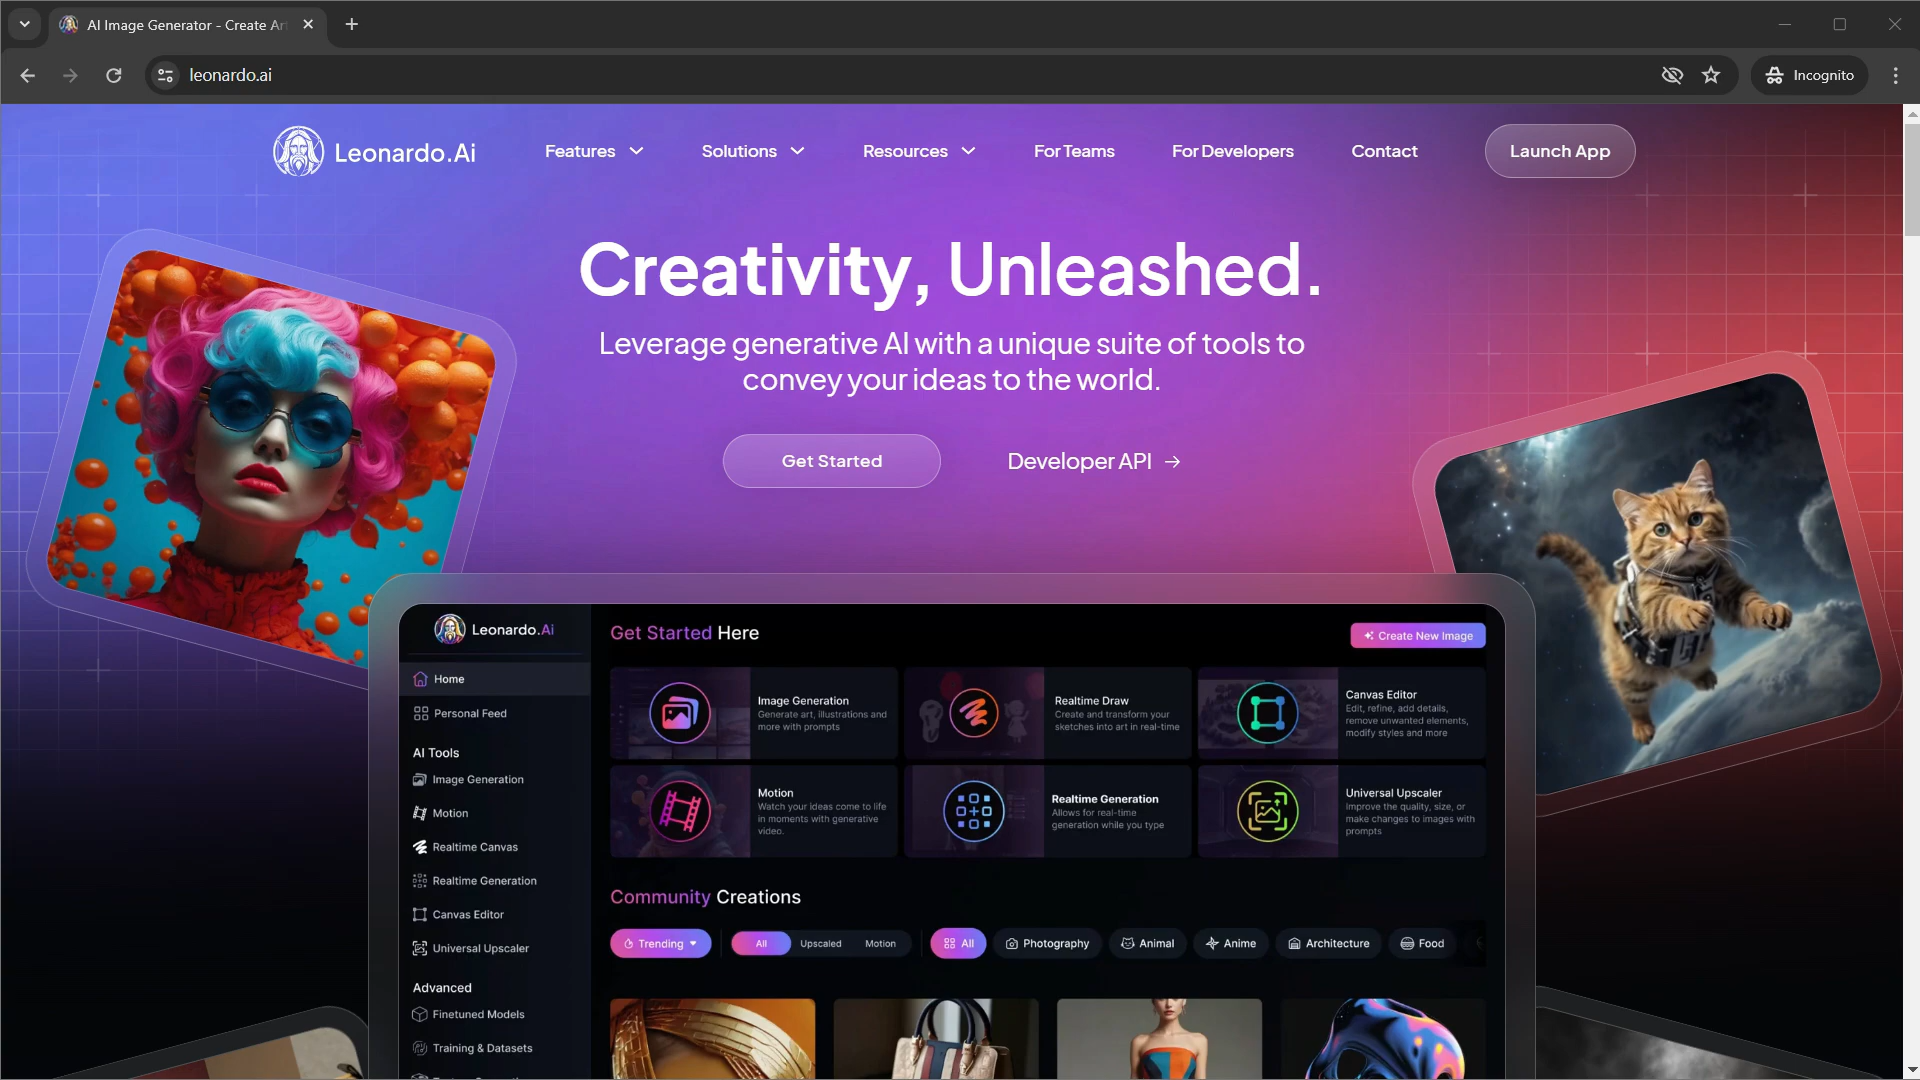 AI Image Generator - Create Art
leonardo.ai
Incognito
Leonardo.Ai
Features
Solutions
Resources
For Teams
For Developers
Contact
Launch App
Creativity, Unleashed.
Leverage generative AI with a unique suite of tools to
convey your ideas to the world.
Get Started
Developer API →
Leonardo.Ai
Home
Personal Feed
AI Tools
Image Generation
Motion
Realtime Canvas
Realtime Generation
Canvas Editor
Universal Upscaler
Advanced
Finetuned Models
Training & Datasets
Get Started Here
Create New Image
Image Generation
Generate art, illustrations and
more with prompts
Realtime Draw
Create and transform your
sketches into art in real-time
Canvas Editor
Edit, refine, add details,
remove unwanted elements,
modify styles and more
Motion
Watch your ideas come to life
in moments with generative
video.
Realtime Generation
Allows for real-time
generation while you type
Universal Upscaler
Improve the quality, size, or
make changes to images with
prompts
Community Creations
Trending
All
Upscaled
Motion
All
Photography
Animal
Anime
Architecture
Food